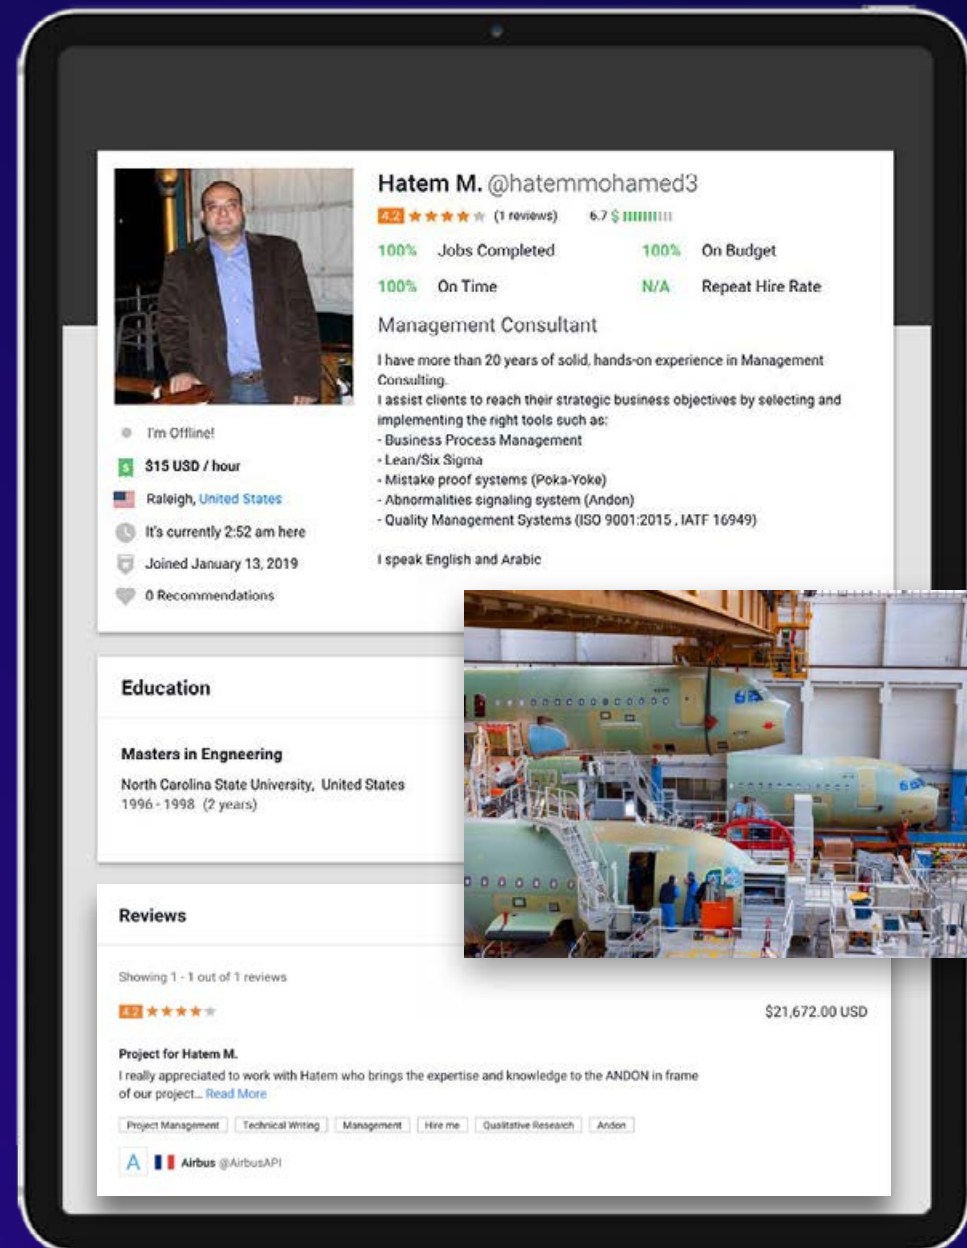 Hatem M. @hatemmohamed3
4.2 (1 reviews) 6.7 $
100% Jobs Completed 100% On Budget
100% On Time N/A Repeat Hire Rate
Management Consultant
I have more than 20 years of solid, hands-on experience in Management
Consulting.
I assist clients to reach their strategic business objectives by selecting and
implementing the right tools such as:
- Business Process Management
- Lean/Six Sigma
- Mistake proof systems (Poka-Yoke)
- Abnormalities signaling system (Andon)
- Quality Management Systems (ISO 9001:2015 , IATF 16949)
I speak English and Arabic
I'm Offline!
$15 USD / hour
Raleigh, United States
It's currently 2:52 am here
Joined January 13, 2019
0 Recommendations
Education
Masters in Engneering
North Carolina State University, United States
1996 - 1998 (2 years)
Reviews
Showing 1 - 1 out of 1 reviews
4.2 $21,672.00 USD
Project for Hatem M.
I really appreciated to work with Hatem who brings the expertise and knowledge to the ANDON in frame
of our project... Read More
Project Management Technical Writing Management Hire me Qualitative Research Andon
A Airbus @AirbusAPI